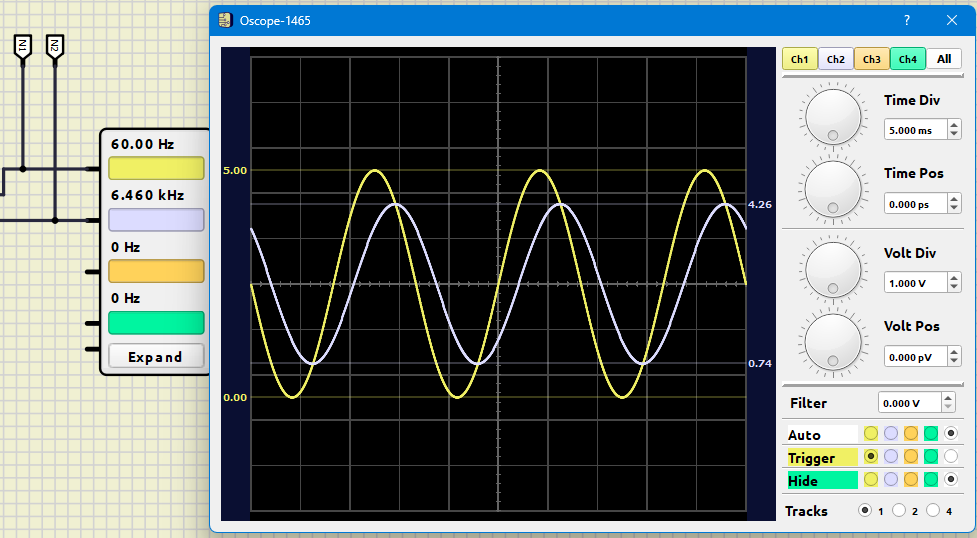 Oscope-1465
?
N1
N2
60.00 Hz
6.460 kHz
0 Hz
0 Hz
Expand
5.00
0.00
4.26
0.74
Ch1 Ch2 Ch3 Ch4 All
Time Div
5.000 ms
Time Pos
0.000 ps
Volt Div
1.000 V
Volt Pos
0.000 pV
Filter 0.000 V
Auto
Trigger
Hide
Tracks 1 2 4